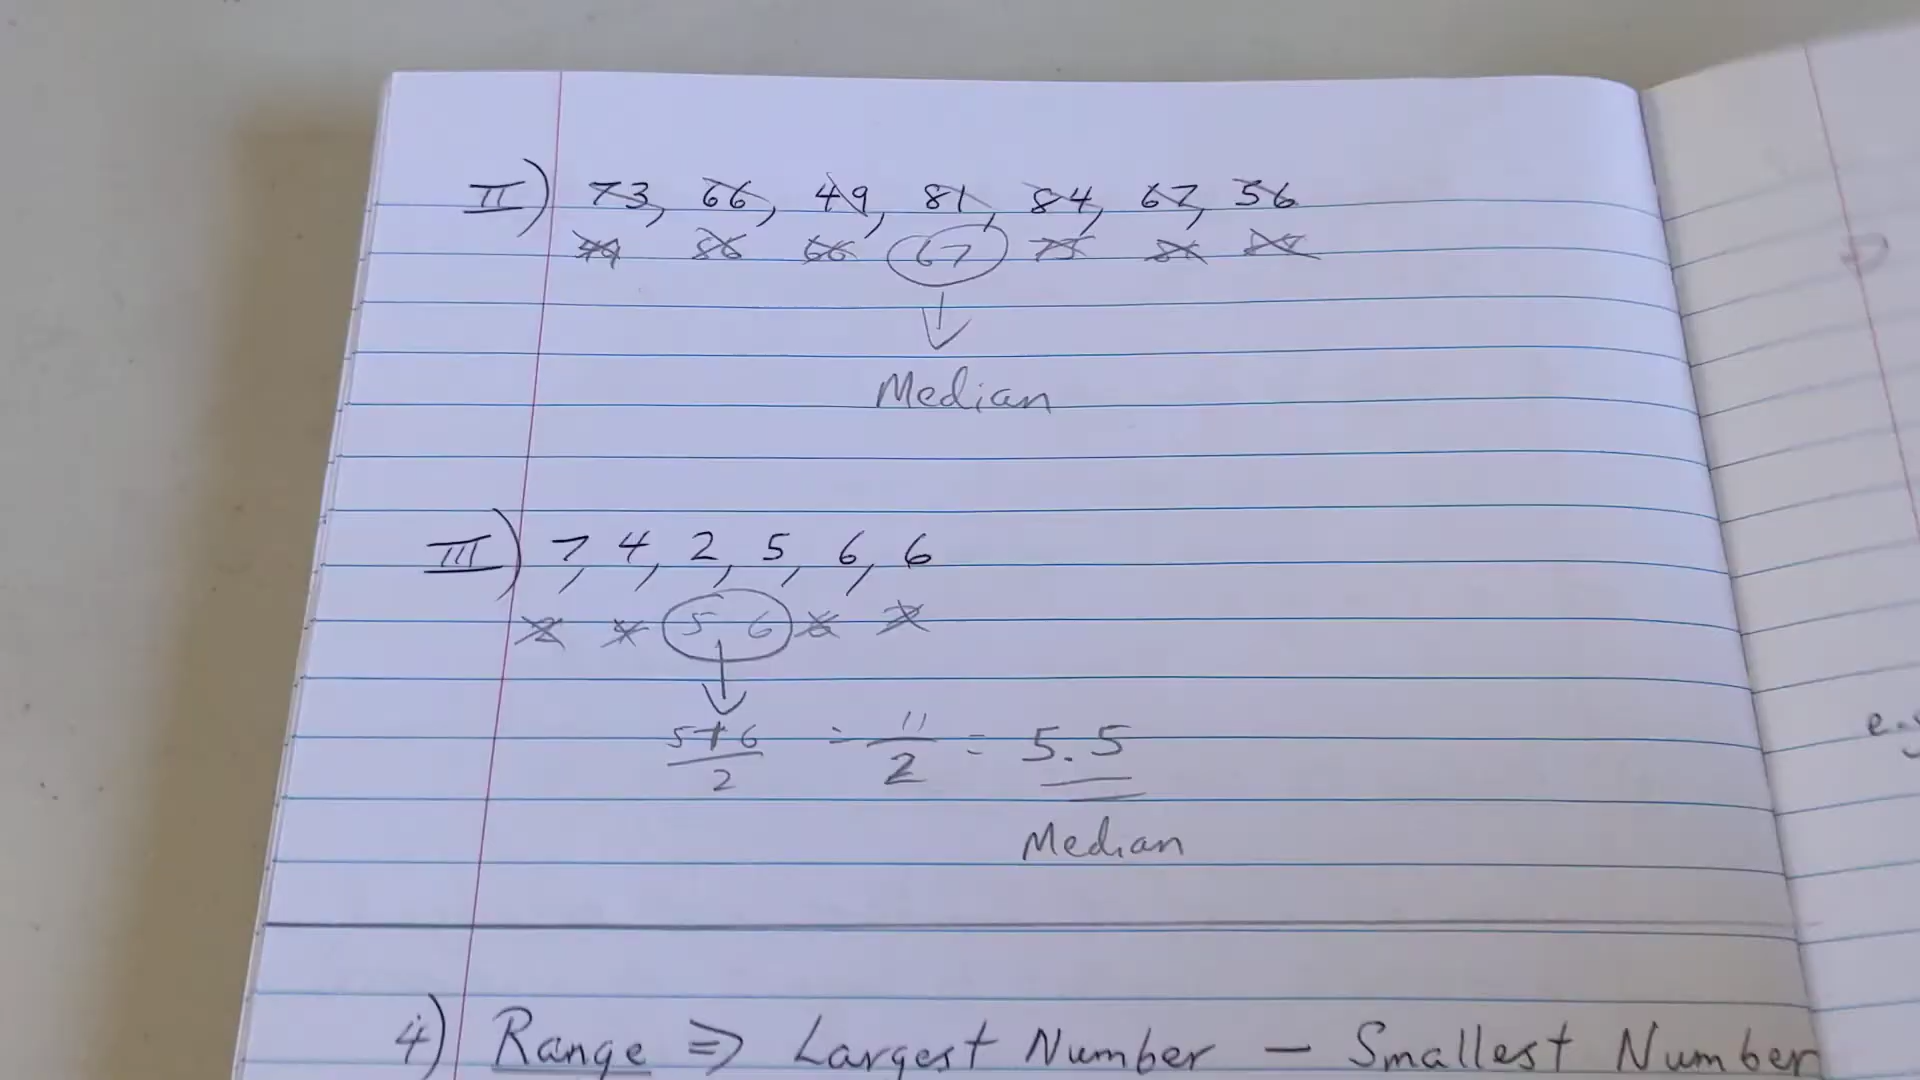 II) 73, 66, 49, 81, 84, 67, 56
49 56 66 67 73 81 84
Median
III) 7, 4, 2, 5, 6, 6
2 4 5 6 6 7
5+6/2 = 11/2 = 5.5
Median
4) Range ⇒ Largest Number − Smallest Number